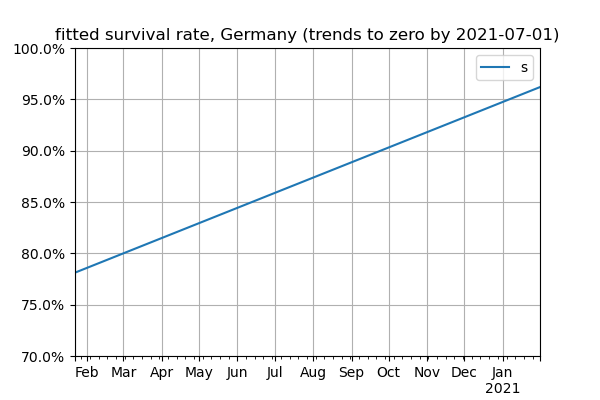 fitted survival rate, Germany (trends to zero by 2021-07-01)
100.0%
95.0%
90.0%
85.0%
80.0%
75.0%
70.0%
s
Feb Mar Apr May Jun Jul Aug Sep Oct Nov Dec Jan
2021